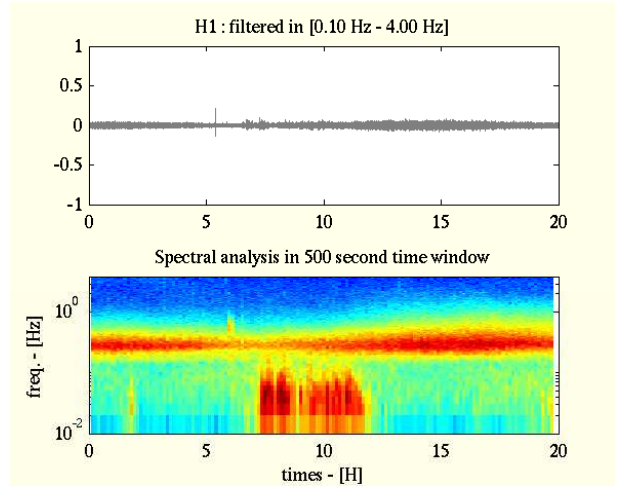 H1 : filtered in [0.10 Hz - 4.00 Hz]
1
0.5
0
-0.5
-1
0 5 10 15 20
Spectral analysis in 500 second time window
freq. - [Hz]
10^0
10^-2
0 5 10 15 20
times - [H]